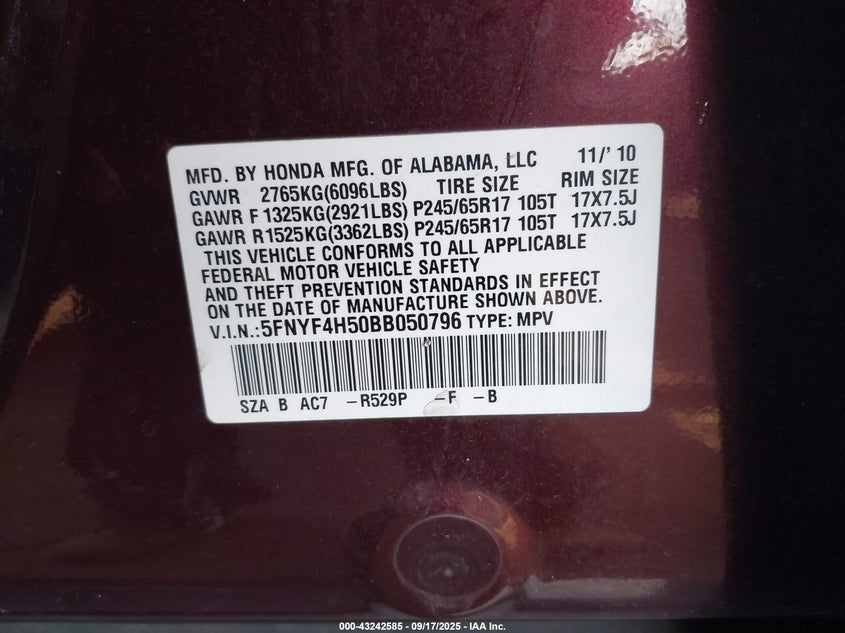 MFD. BY HONDA MFG. OF ALABAMA, LLC 11/' 10
GVWR 2765KG(6096LBS) TIRE SIZE RIM SIZE
GAWR F 1325KG(2921LBS) P245/65R17 105T 17X7.5J
GAWR R1525KG(3362LBS) P245/65R17 105T 17X7.5J
THIS VEHICLE CONFORMS TO ALL APPLICABLE
FEDERAL MOTOR VEHICLE SAFETY
AND THEFT PREVENTION STANDARDS IN EFFECT
ON THE DATE OF MANUFACTURE SHOWN ABOVE.
V.I.N.:5FNYF4H50BB050796 TYPE: MPV
SZA B AC7 -R529P -F -B
000-43242585 - 09/17/2025 - IAA Inc.